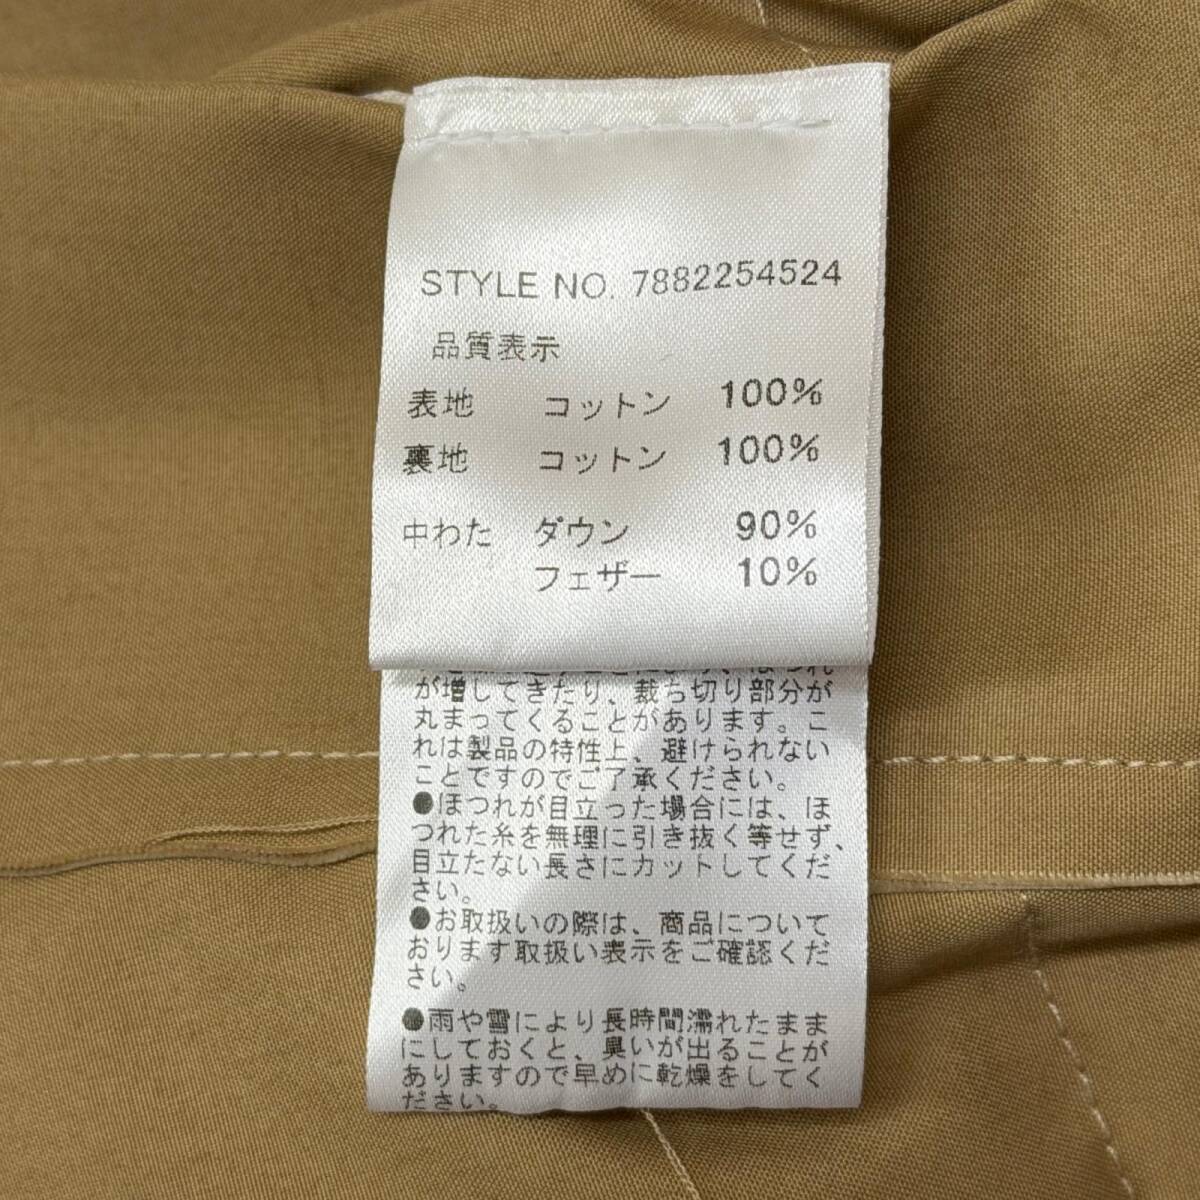 STYLE NO. 7882254524
品質表示
表地 コットン 100%
裏地 コットン 100%
中わた ダウン 90%
フェザー 10%
が増してきたり、裁ち切り部分が
丸まってくることがあります。こ
れは製品の特性上、避けられない
ことですのでご了承ください。
●ほつれが目立った場合には、ほ
つれた糸を無理に引き抜く等せず、
目立たない長さにカットしてくだ
さい。
●お取扱いの際は、商品について
おります取扱い表示をご確認くだ
さい。
●雨や雪により長時間濡れたまま
にしておくと、臭いが出ることが
ありますので早めに乾燥をしてく
ださい。